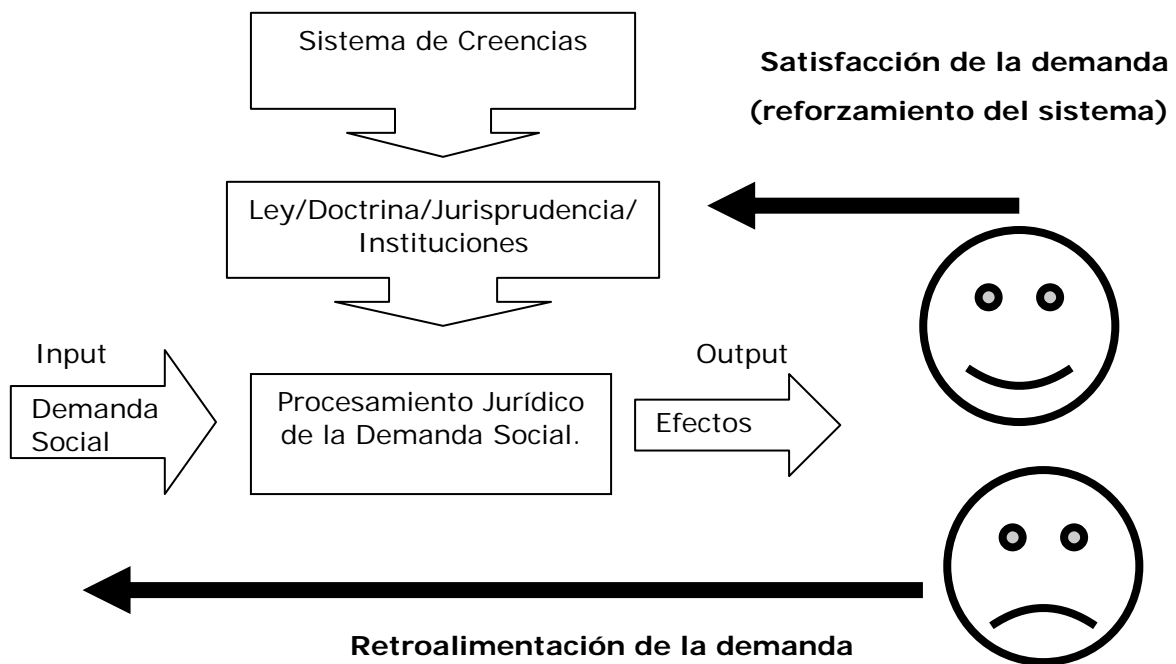 Sistema de Creencias
Satisfacción de la demanda
(reforzamiento del sistema)
Ley/Doctrina/Jurisprudencia/
Instituciones
Input
Demanda
Social
Procesamiento Jurídico
de la Demanda Social.
Output
Efectos
Retroalimentación de la demanda